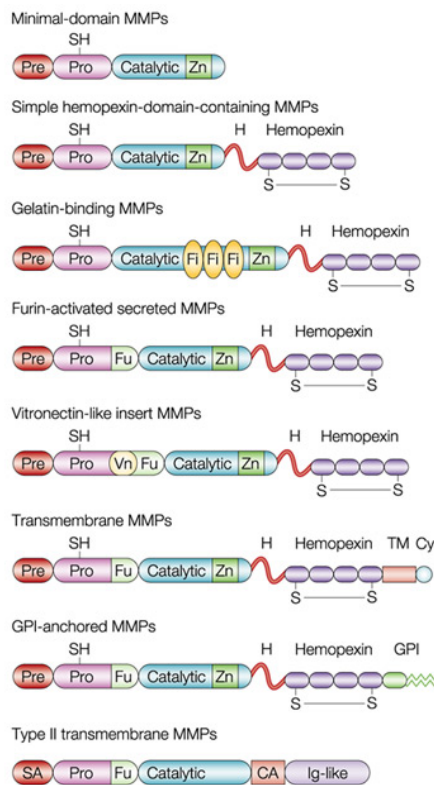 Minimal-domain MMPs
SH
Pre Pro Catalytic Zn
Simple hemopexin-domain-containing MMPs
SH H Hemopexin
Pre Pro Catalytic Zn
S S
Gelatin-binding MMPs
SH H Hemopexin
Pre Pro Catalytic Fi Fi Fi Zn
S S
Furin-activated secreted MMPs
SH H Hemopexin
Pre Pro Fu Catalytic Zn
S S
Vitronectin-like insert MMPs
SH H Hemopexin
Pre Pro Vn Fu Catalytic Zn
S S
Transmembrane MMPs
SH H Hemopexin TM Cy
Pre Pro Fu Catalytic Zn
S S
GPI-anchored MMPs
SH H Hemopexin GPI
Pre Pro Fu Catalytic Zn
S S
Type II transmembrane MMPs
SA Pro Fu Catalytic CA Ig-like